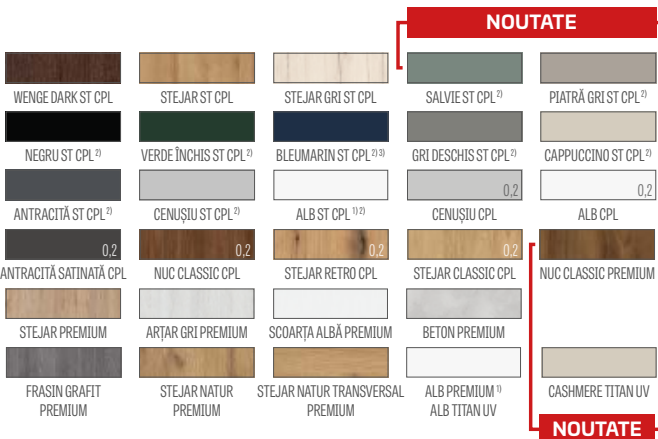 NOUTATE
WENGE DARK ST CPL STEJAR ST CPL STEJAR GRI ST CPL SALVIE ST CPL 2) PIATRĂ GRI ST CPL 2)
NEGRU ST CPL 2) VERDE ÎNCHIS ST CPL 2) BLEUMARIN ST CPL 2) 3) GRI DESCHIS ST CPL 2) CAPPUCCINO ST CPL 2)
0,2 0,2
ANTRACITĂ ST CPL 2) CENUȘIU ST CPL 2) ALB ST CPL 1) 2) CENUȘIU CPL ALB CPL
0,2 0,2 0,2 0,2
ANTRACITĂ SATINATĂ CPL NUC CLASSIC CPL STEJAR RETRO CPL STEJAR CLASSIC CPL NUC CLASSIC PREMIUM
STEJAR PREMIUM ARȚAR GRI PREMIUM SCOARȚA ALBĂ PREMIUM BETON PREMIUM
FRASIN GRAFIT STEJAR NATUR STEJAR NATUR TRANSVERSAL ALB PREMIUM 1) CASHMERE TITAN UV
PREMIUM PREMIUM PREMIUM ALB TITAN UV
NOUTATE